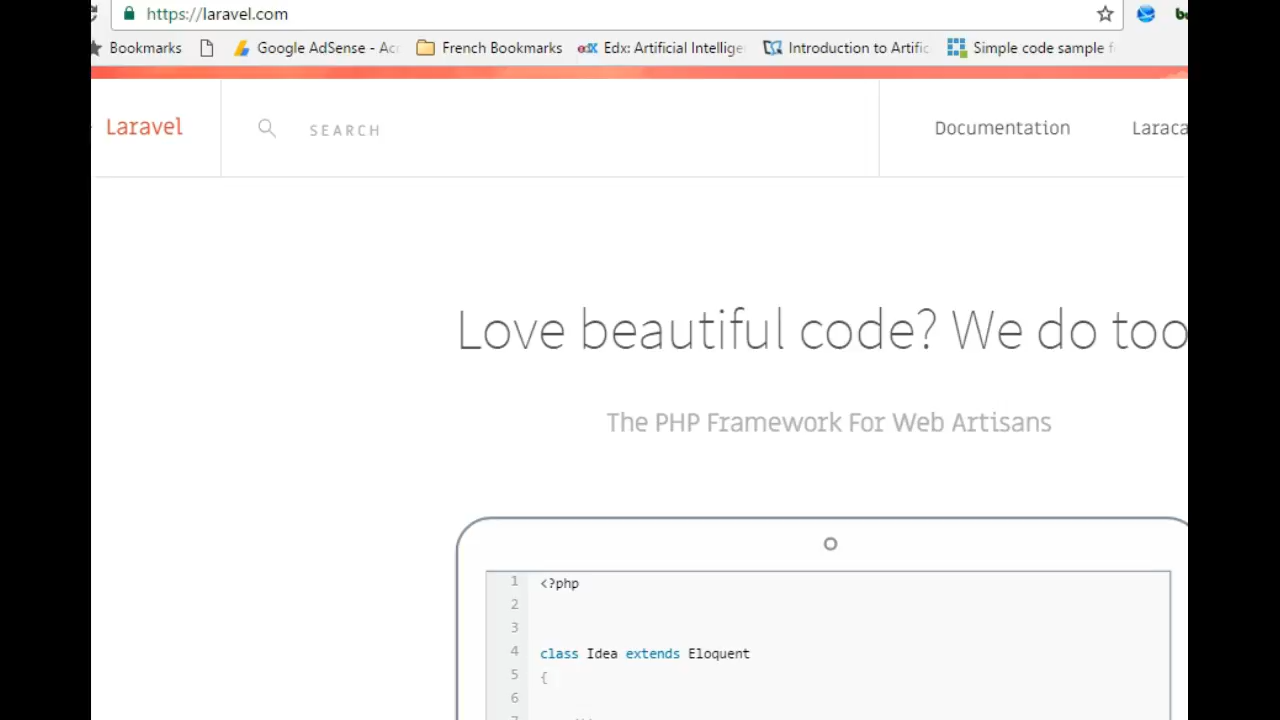 https://laravel.com
Bookmarks Google AdSense - Ac French Bookmarks edX Edx: Artificial Intellige Introduction to Artific Simple code sample f
Laravel SEARCH Documentation Laraca
Love beautiful code? We do too
The PHP Framework For Web Artisans
1 <?php
2
3
4 class Idea extends Eloquent
5 {
6
7